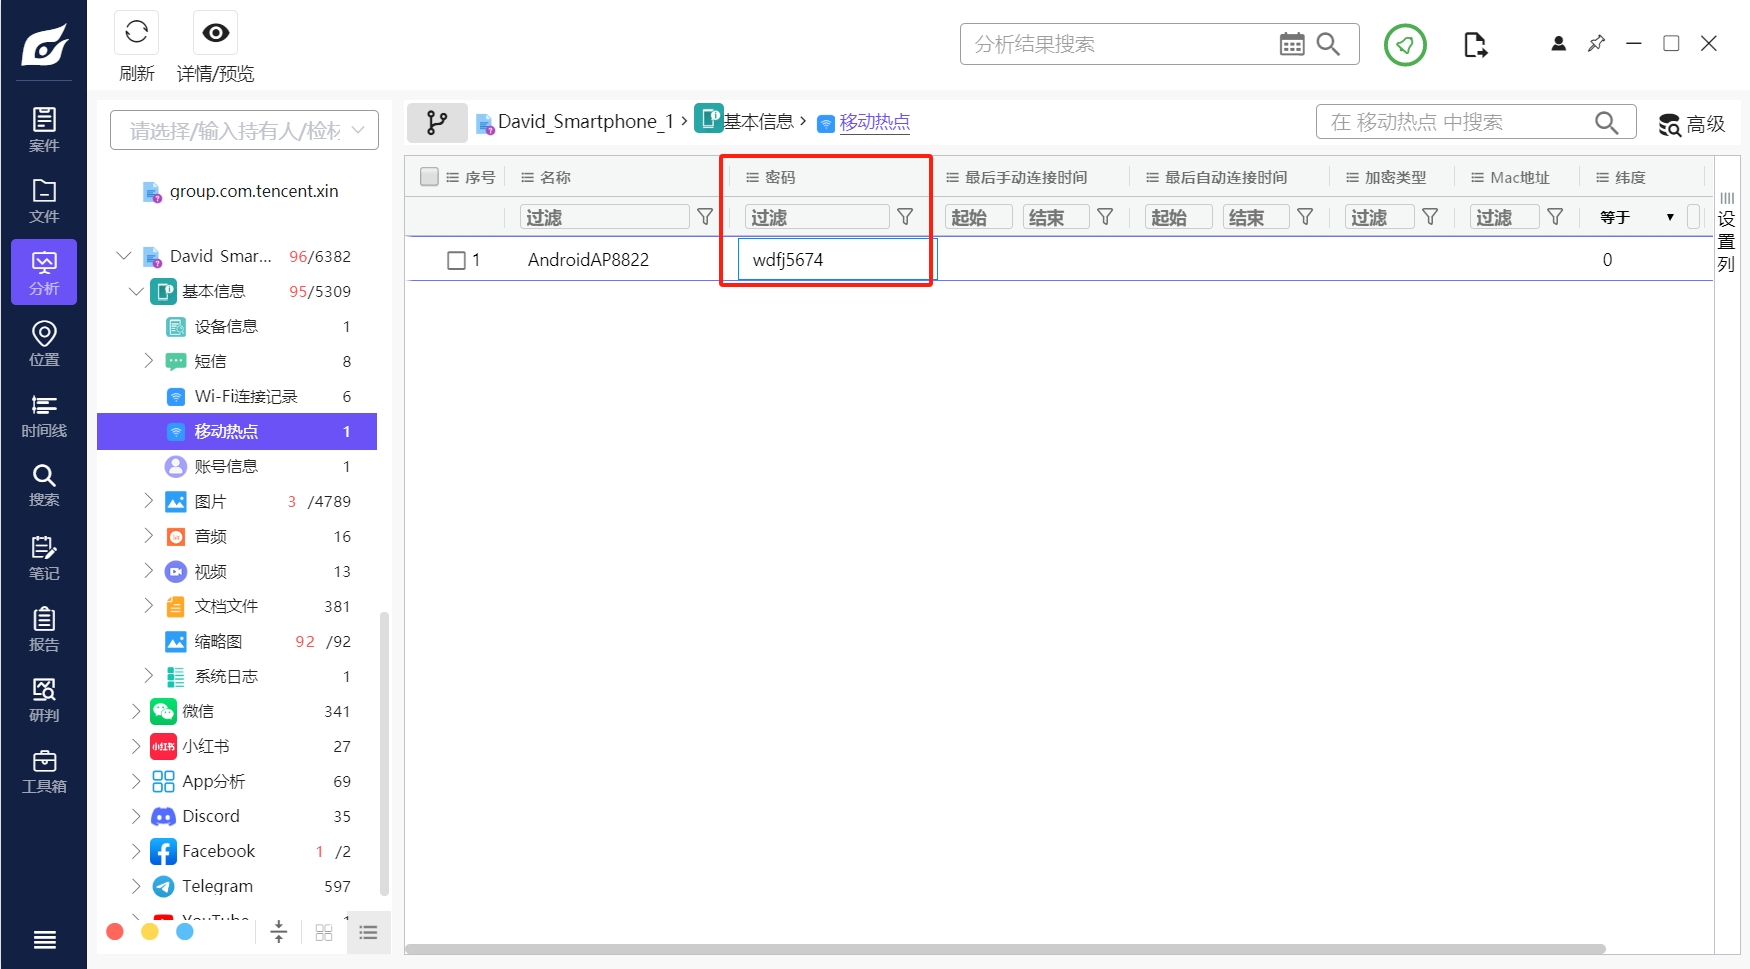 刷新
详情/预览
分析结果搜索
案件
文件
分析
位置
时间线
搜索
笔记
报告
研判
工具箱
请选择/输入持有人/检材
group.com.tencent.xin
David_Smar... 96/6382
基本信息 95/5309
设备信息 1
短信 8
Wi-Fi连接记录 6
移动热点 1
账号信息 1
图片 3 /4789
音频 16
视频 13
文档文件 381
缩略图 92 /92
系统日志 1
微信 341
小红书 小红书 27
App分析 69
Discord 35
Facebook 1 /2
Telegram 597
YouTube 1
David_Smartphone_1 › 基本信息 › 移动热点
在 移动热点 中搜索
高级
序号 名称 密码 最后手动连接时间 最后自动连接时间 加密类型 Mac地址 纬度
过滤 过滤 起始 结束 起始 结束 过滤 过滤 等于
1 AndroidAP8822 wdfj5674 0
设置列